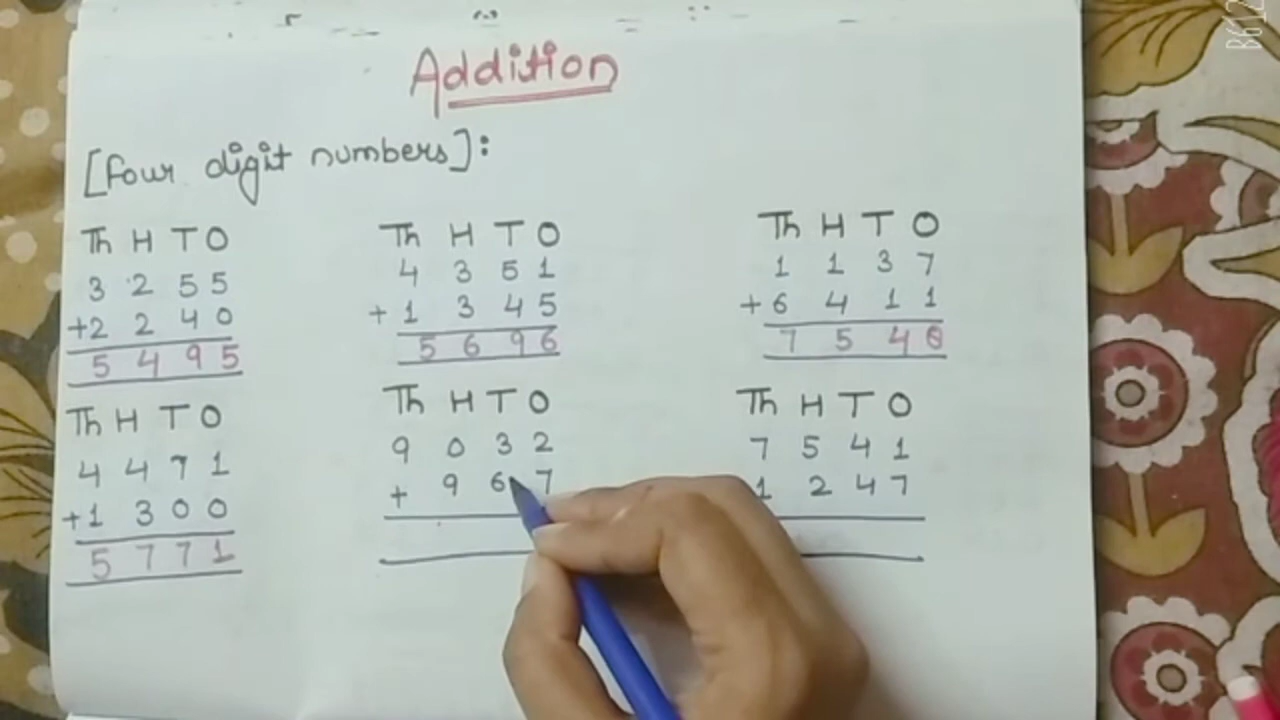 Addition
[Four digit numbers]:
Th H T O
3 2 5 5
+2 2 4 0
5 4 9 5
Th H T O
4 3 5 1
+ 1 3 4 5
5 6 9 6
Th H T O
1 1 3 7
+ 6 4 1 1
7 5 4 8
Th H T O
4 4 7 1
+1 3 0 0
5 7 7 1
Th H T O
9 0 3 2
+ 9 6 7
Th H T O
7 5 4 1
1 2 4 7
B612